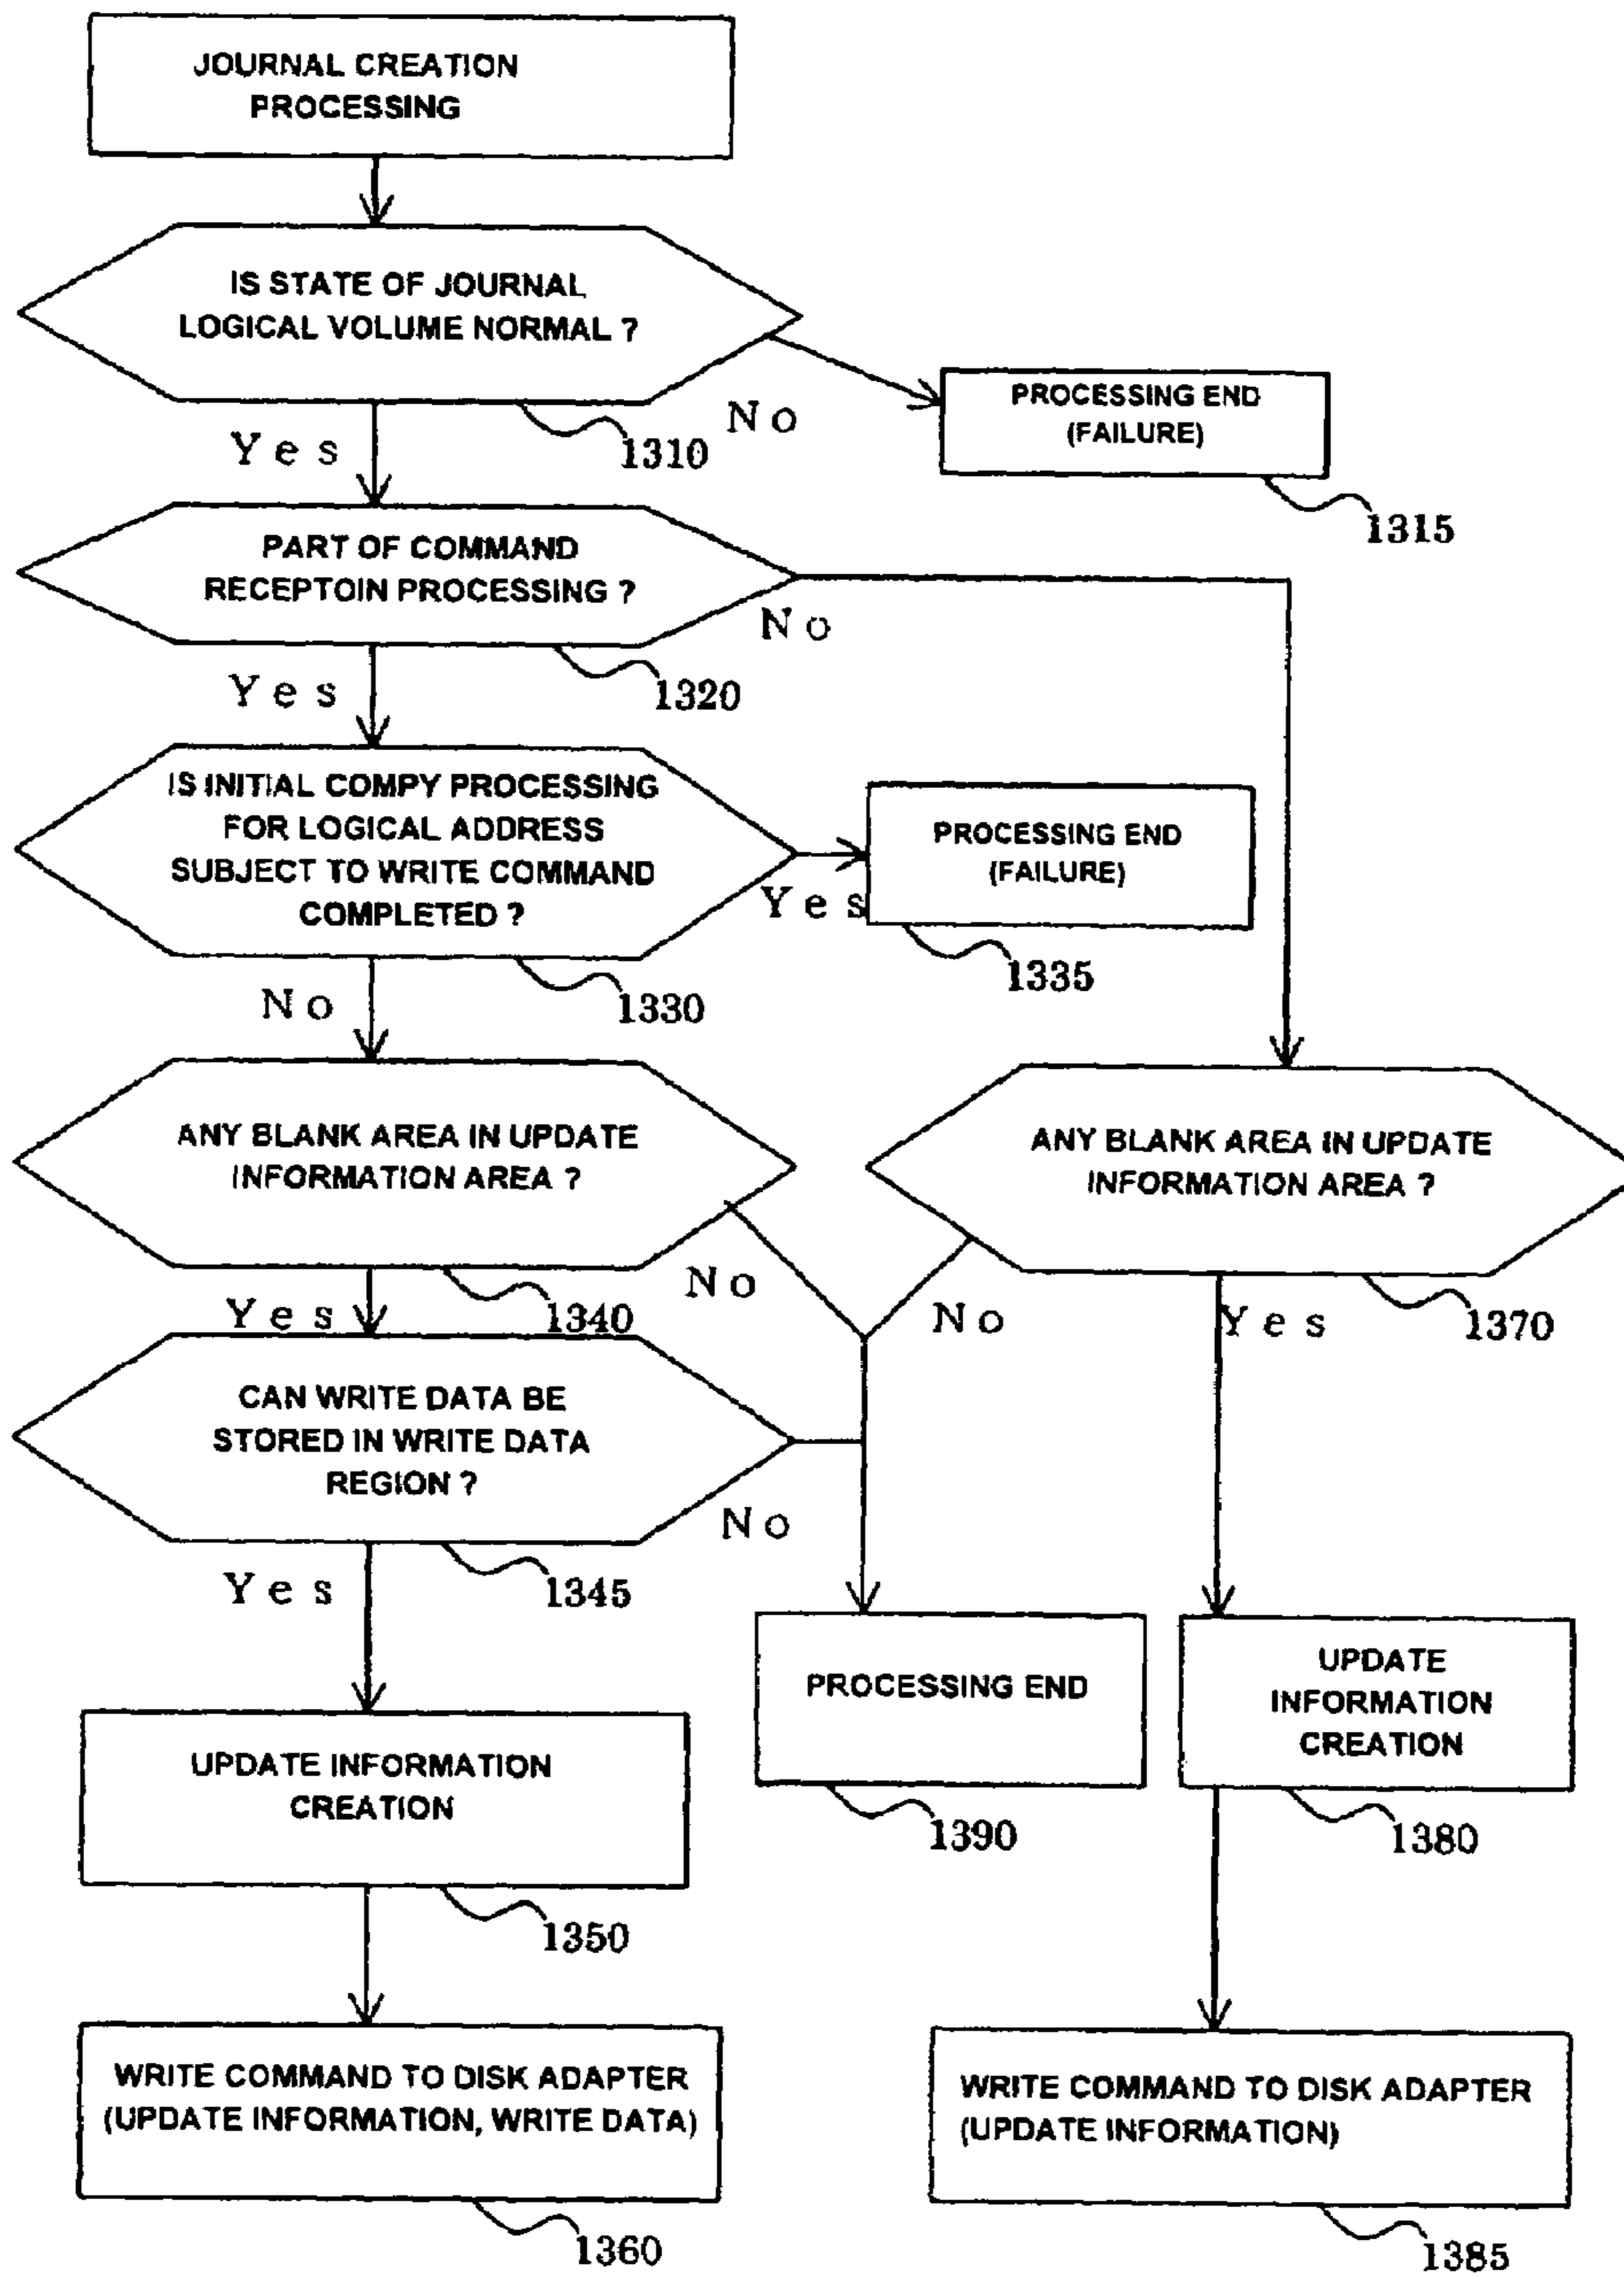 JOURNAL CREATION
PROCESSING
IS STATE OF JOURNAL
LOGICAL VOLUME NORMAL ?
No
PROCESSING END
(FAILURE)
Yes
1310
1315
PART OF COMMAND
RECEPTOIN PROCESSING ?
No
Yes
1320
IS INITIAL COMPY PROCESSING
FOR LOGICAL ADDRESS
SUBJECT TO WRITE COMMAND
COMPLETED ?
PROCESSING END
(FAILURE)
Yes
1335
No
1330
ANY BLANK AREA IN UPDATE
INFORMATION AREA ?
ANY BLANK AREA IN UPDATE
INFORMATION AREA ?
No
Yes
1340
No
Yes
1370
CAN WRITE DATA BE
STORED IN WRITE DATA
REGION ?
No
Yes
1345
PROCESSING END
UPDATE
INFORMATION
CREATION
UPDATE INFORMATION
CREATION
1390
1380
1350
WRITE COMMAND TO DISK ADAPTER
(UPDATE INFORMATION, WRITE DATA)
WRITE COMMAND TO DISK ADAPTER
(UPDATE INFORMATION)
1360
1385